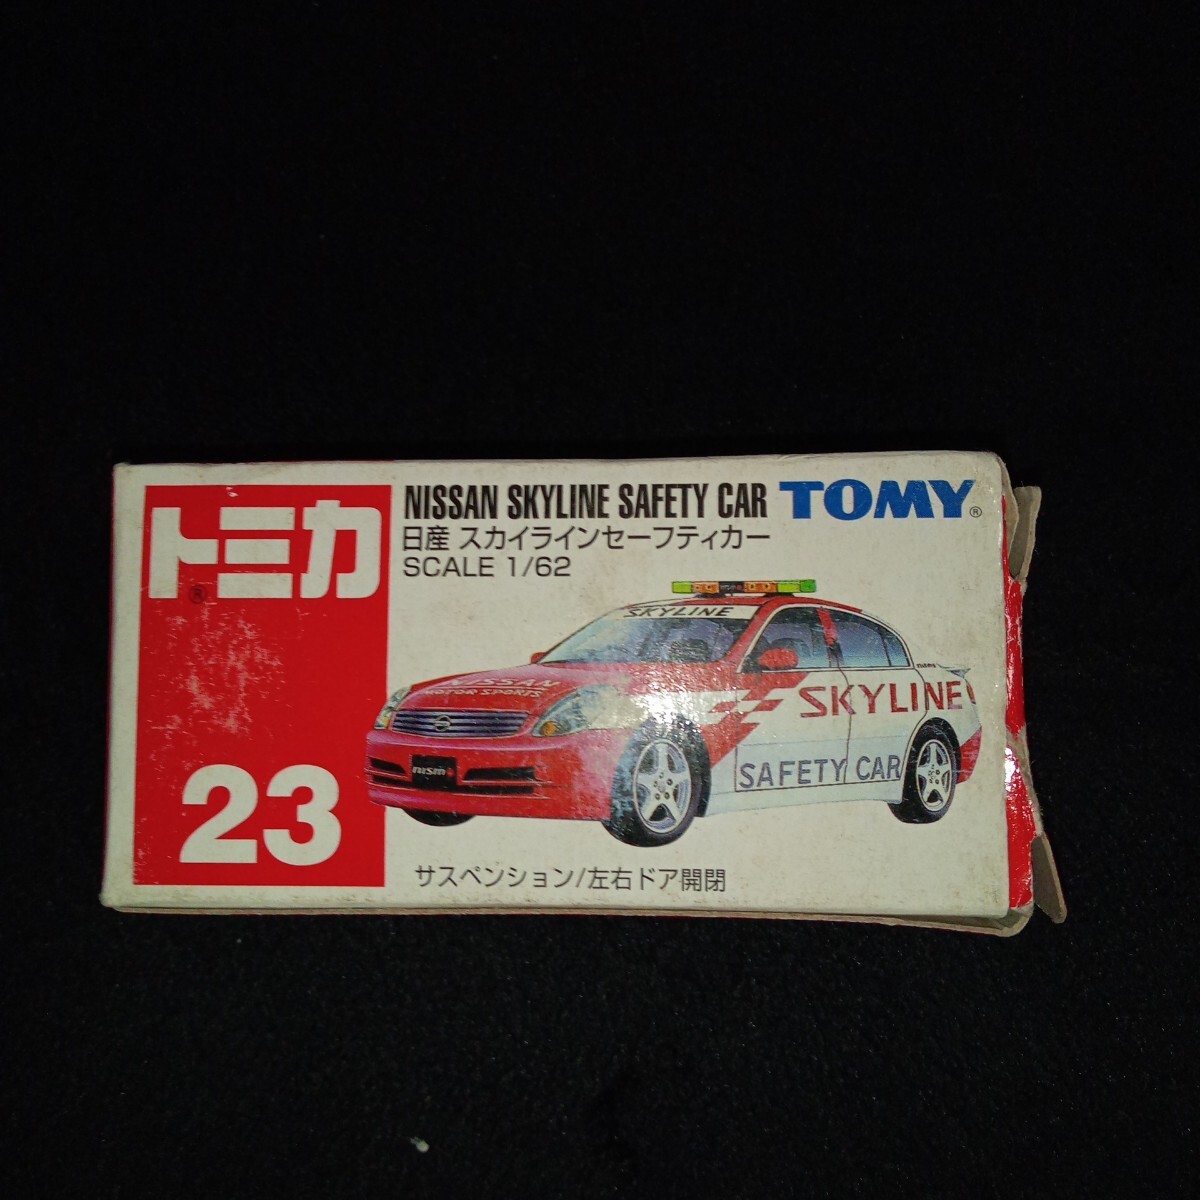 トミカ®
23
NISSAN SKYLINE SAFETY CAR
TOMY®
日産 スカイラインセーフティカー
SCALE 1/62
SKYLINE
NISSAN
MOTOR SPORTS
nismo
SKYLINE
SAFETY CAR
サスペンション/左右ドア開閉